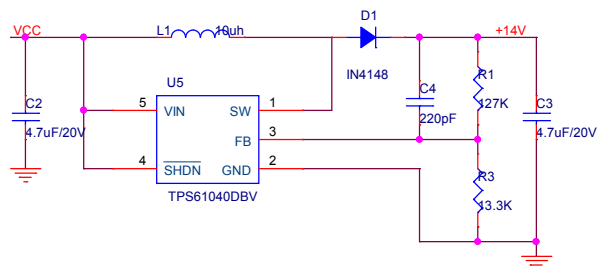 VCC
L1
10uh
D1
+14V
IN4148
U5
C2
4.7uF/20V
5
VIN
SW
1
C4
220pF
R1
127K
C3
4.7uF/20V
FB
3
4
SHDN
GND
2
TPS61040DBV
R3
13.3K